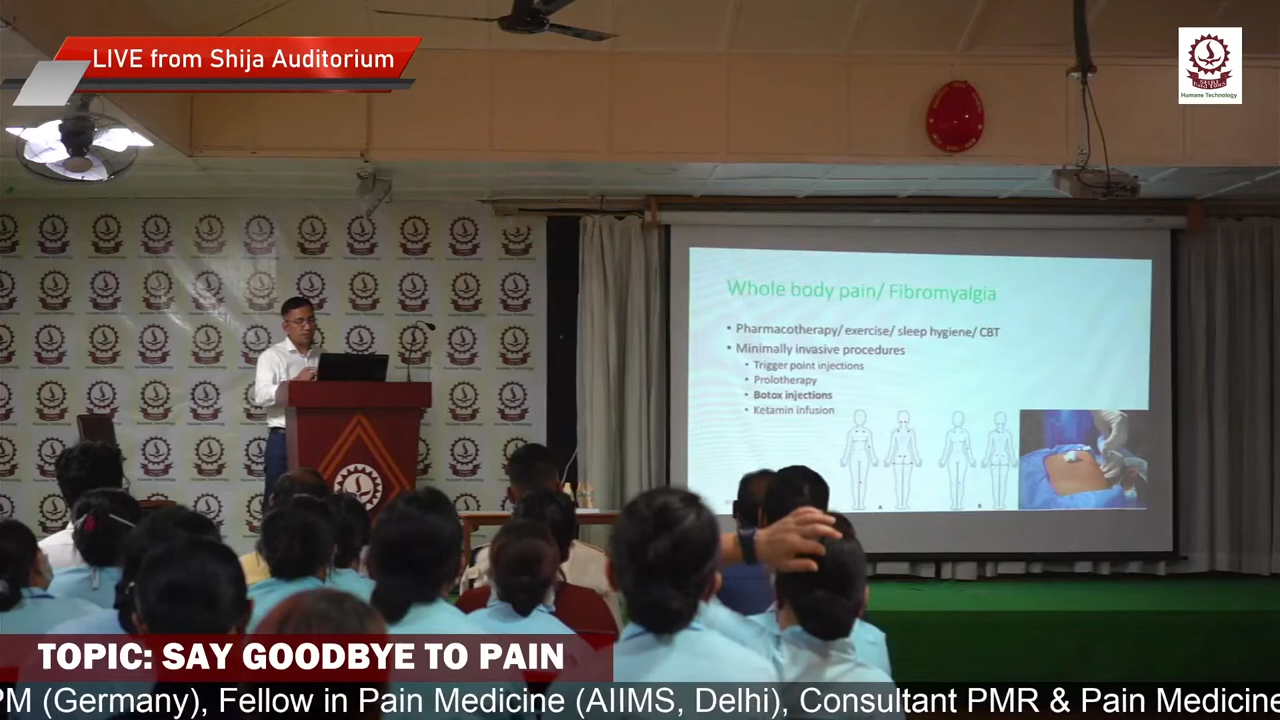 LIVE from Shija Auditorium
Humane Technology
Whole body pain/ Fibromyalgia
• Pharmacotherapy/ exercise/ sleep hygiene/ CBT
• Minimally invasive procedures
• Trigger point injections
• Prolotherapy
• Botox injections
• Ketamin infusion
A
B
TOPIC: SAY GOODBYE TO PAIN
PM (Germany), Fellow in Pain Medicine (AIIMS, Delhi), Consultant PMR & Pain Medicine